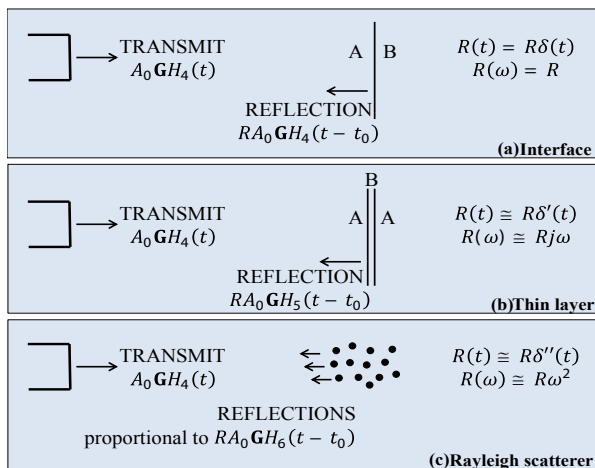 TRANSMIT
A₀𝐆H₄(t)
A B
REFLECTION
RA₀𝐆H₄(t − t₀)
R(t) = Rδ(t)
R(ω) = R
(a)Interface
TRANSMIT
A₀𝐆H₄(t)
B
A A
REFLECTION
RA₀𝐆H₅(t − t₀)
R(t) ≅ Rδ′(t)
R(ω) ≅ Rjω
(b)Thin layer
TRANSMIT
A₀𝐆H₄(t)
REFLECTIONS
proportional to RA₀𝐆H₆(t − t₀)
R(t) ≅ Rδ′′(t)
R(ω) ≅ Rω²
(c)Rayleigh scatterer